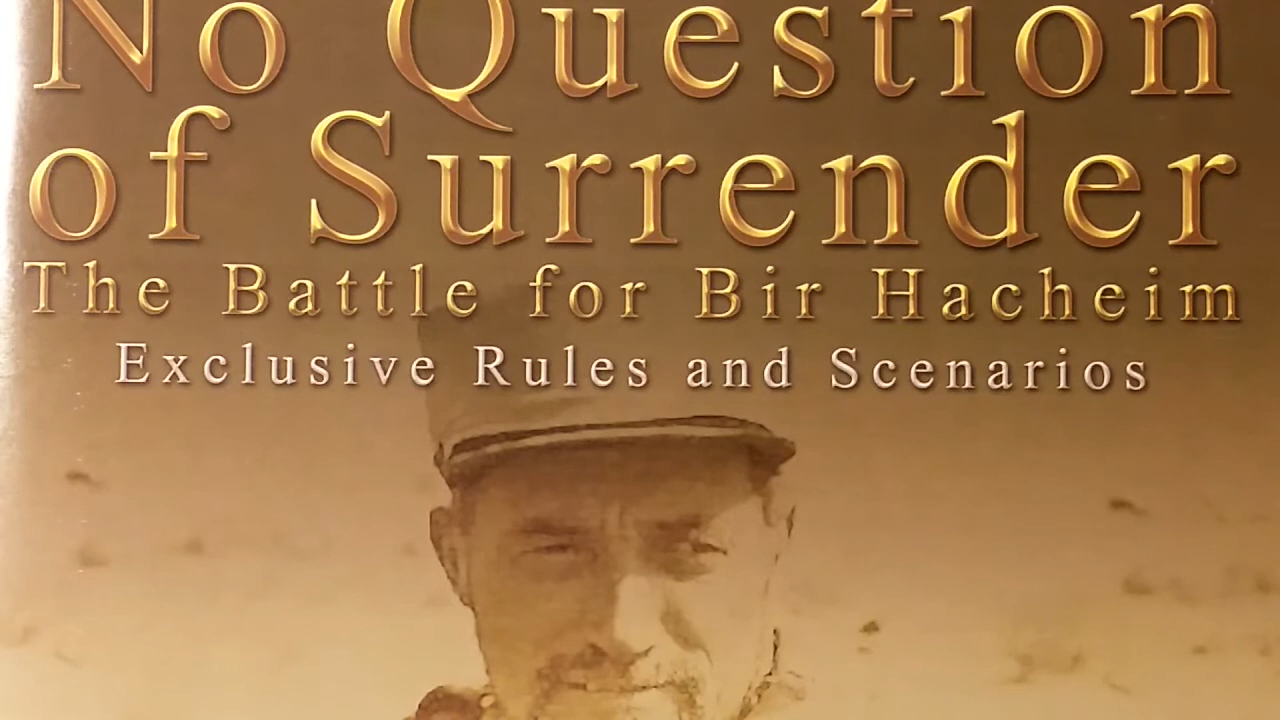 No Question
of Surrender
The Battle for Bir Hacheim
Exclusive Rules and Scenarios